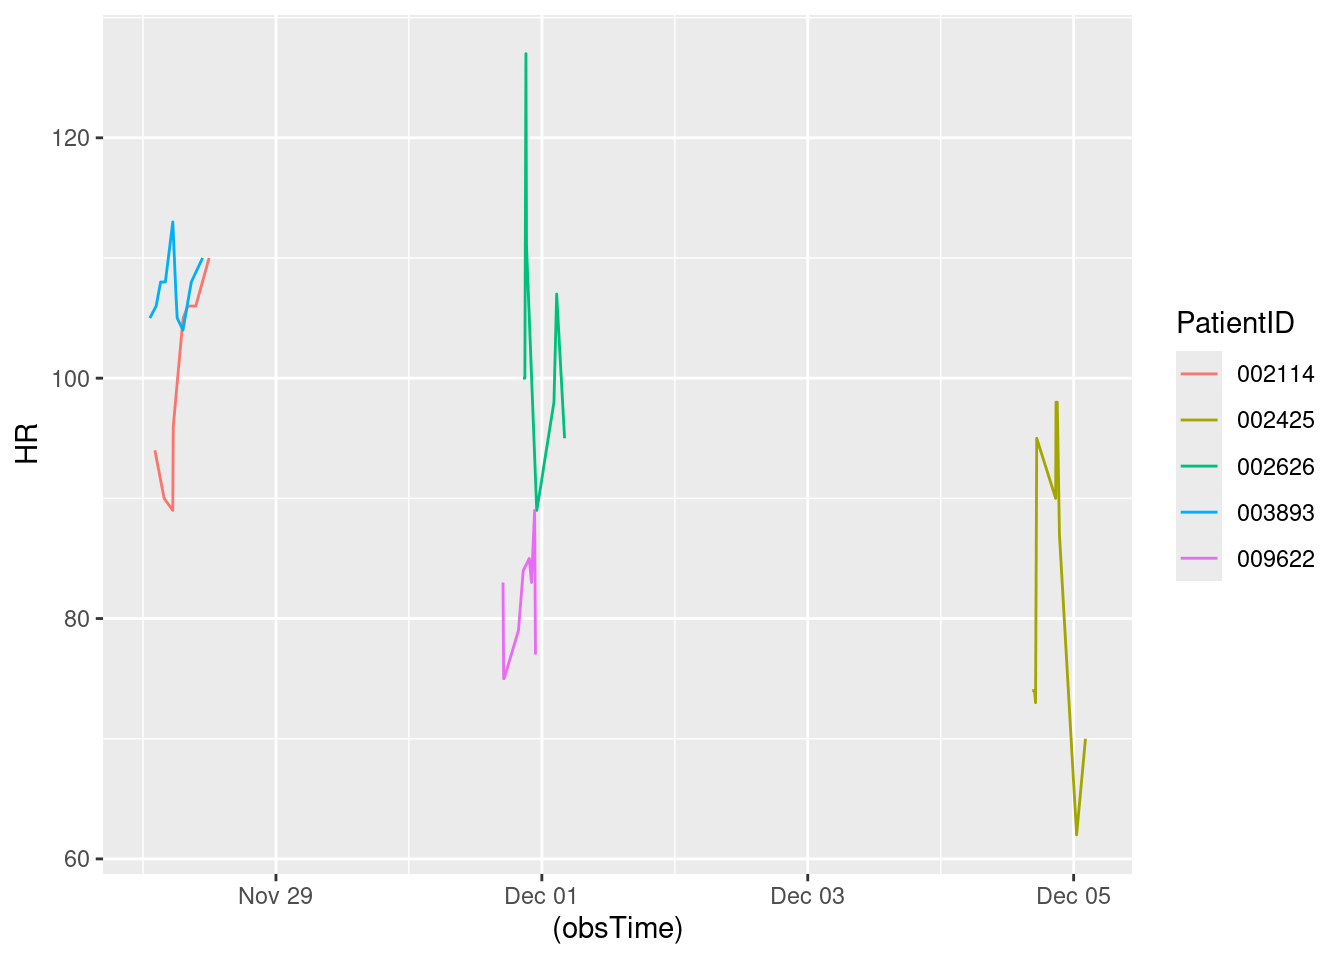 120
100
80
60
HR
Nov 29
Dec 01
Dec 03
Dec 05
(obsTime)
PatientID
002114
002425
002626
003893
009622